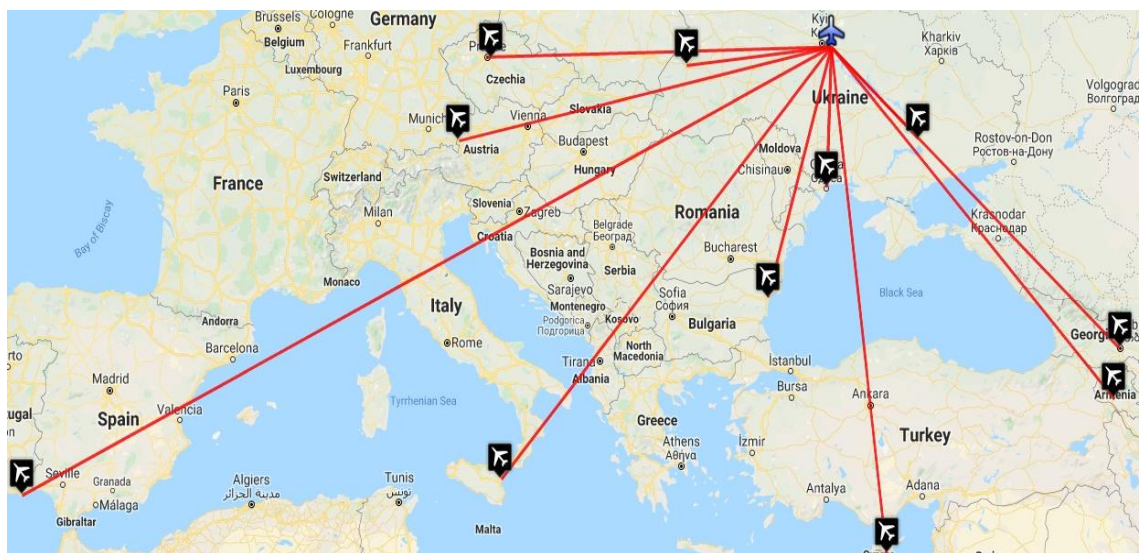 Brussels
Cologne
Germany
Belgium
Frankfurt
Luxembourg
Czechia
Paris
Munich
Vienna
Slovakia
Austria
Budapest
Hungary
France
Switzerland
Slovenia
Zagreb
Milan
Croatia
Bay of Biscay
Monaco
Bosnia and
Herzegovina
Belgrade
Београд
Serbia
Sarajevo
Montenegro
Podgorica
Подгорица
Kosovo
Italy
Rome
Andorra
Barcelona
Madrid
Spain
Valencia
Seville
Granada
Málaga
Gibraltar
Tyrrhenian Sea
Tirana
Albania
North
Macedonia
Sofia
София
Bulgaria
Romania
Bucharest
Moldova
Chisinau
Ukraine
Kharkiv
Харків
Volgograd
Волгоград
Rostov-on-Don
Ростов-на-Дону
Krasnodar
Краснодар
Black Sea
Georgia
Armenia
İstanbul
Bursa
Ankara
İzmir
Turkey
Antalya
Adana
Greece
Athens
Αθήνα
Algiers
مدينة الجزائر
Tunis
تونس
Malta